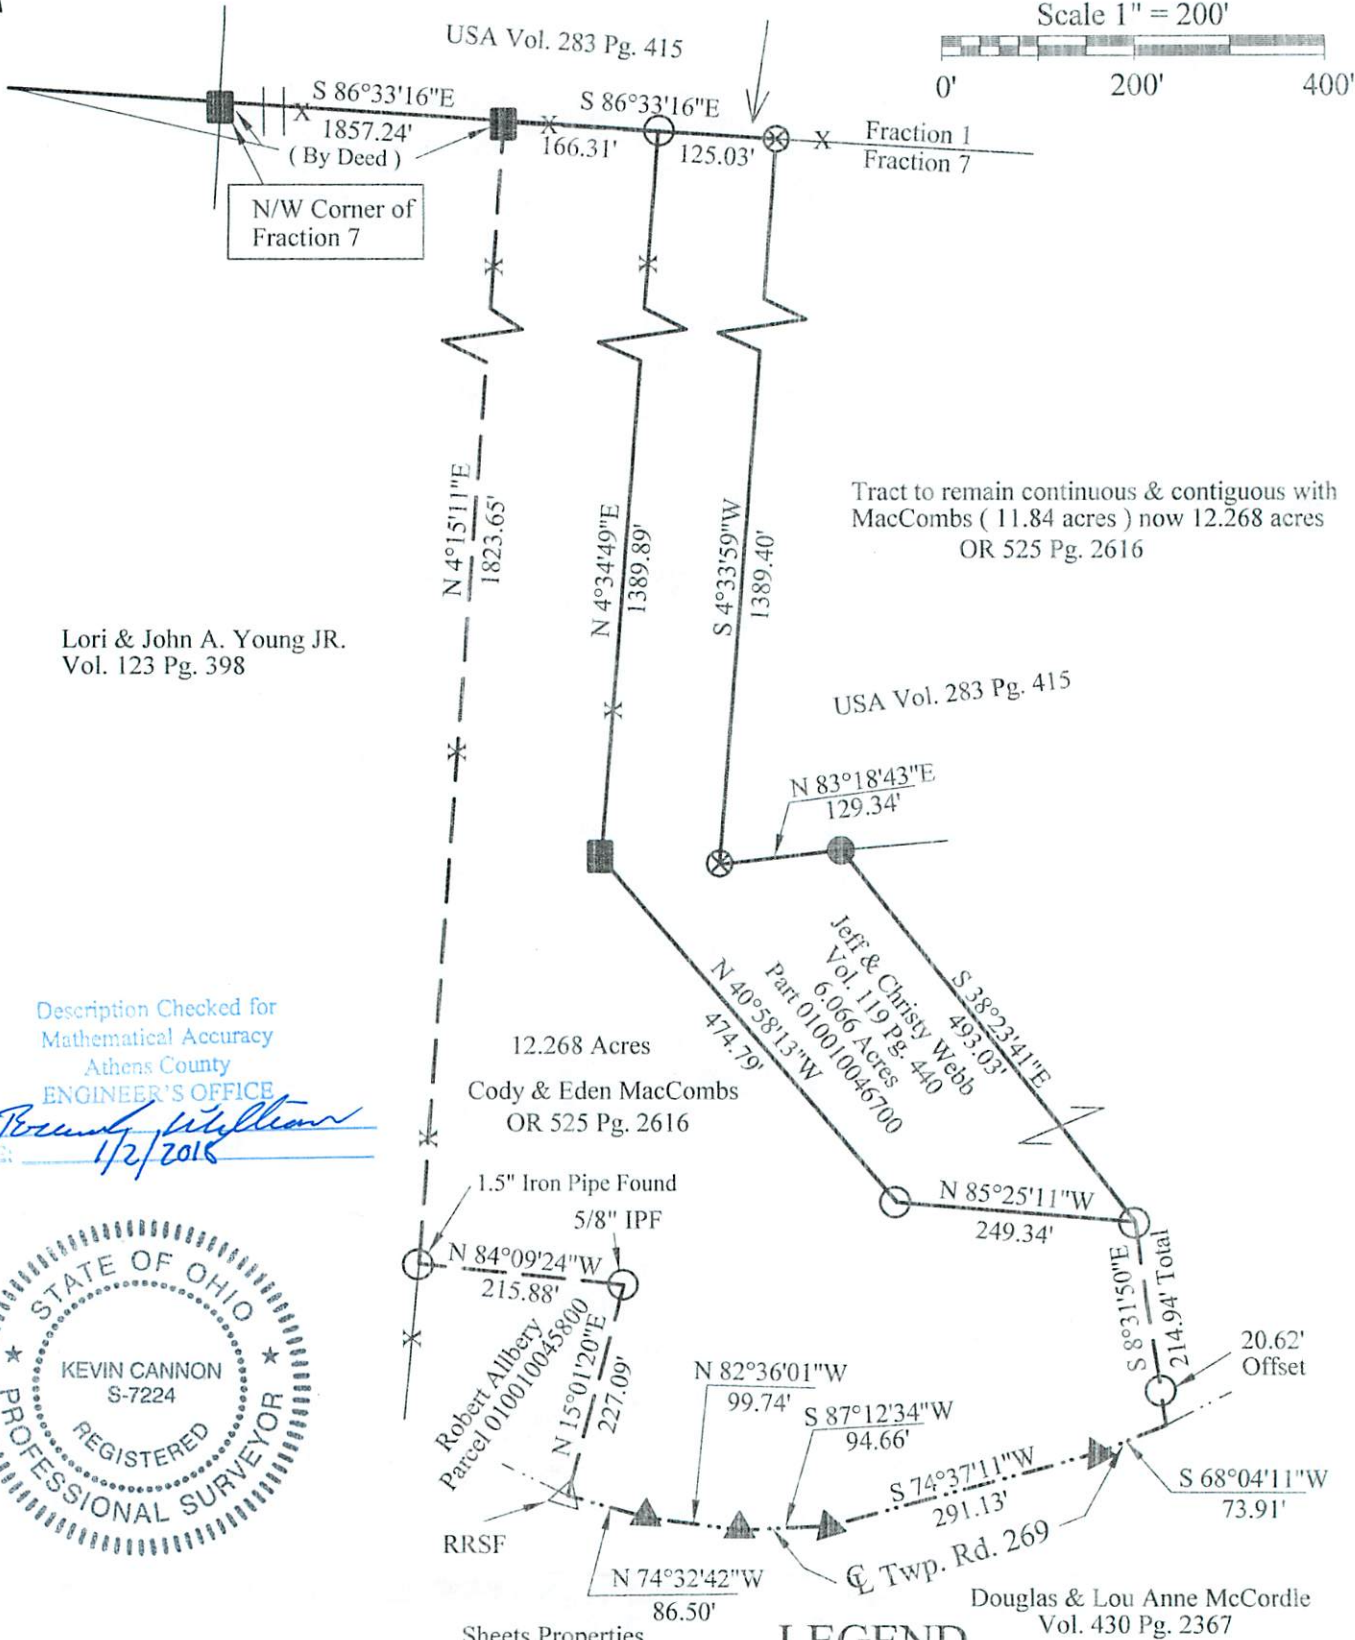 Scale 1" = 200'
0' 200' 400'
USA Vol. 283 Pg. 415
S 86°33'16"E
1857.24'
( By Deed )
S 86°33'16"E
166.31'
125.03'
Fraction 1
Fraction 7
N/W Corner of
Fraction 7
N 4°15'11"E
1823.65'
N 4°34'49"E
1389.89'
S 4°33'59"W
1389.40'
Tract to remain continuous & contiguous with
MacCombs ( 11.84 acres ) now 12.268 acres
OR 525 Pg. 2616
Lori & John A. Young JR.
Vol. 123 Pg. 398
USA Vol. 283 Pg. 415
N 83°18'43"E
129.34'
Jeff & Christy Webb
Vol. 119 Pg. 440
6.066 Acres
Part 010010046700
S 38°23'41"E
493.03'
N 40°58'13"W
474.79'
Description Checked for
Mathematical Accuracy
Athens County
ENGINEER'S OFFICE
1/2/2018
12.268 Acres
Cody & Eden MacCombs
OR 525 Pg. 2616
1.5" Iron Pipe Found
5/8" IPF
N 84°09'24"W
215.88'
N 85°25'11"W
249.34'
S 8°31'50"E
214.94' Total
20.62'
Offset
STATE OF OHIO
KEVIN CANNON
S-7224
REGISTERED
PROFESSIONAL SURVEYOR
Robert Allbery
Parcel 010010045800
N 15°01'20"E
227.09'
N 82°36'01"W
99.74'
S 87°12'34"W
94.66'
S 74°37'11"W
291.13'
S 68°04'11"W
73.91'
RRSF
N 74°32'42"W
86.50'
℄ Twp. Rd. 269
Douglas & Lou Anne McCordle
Vol. 430 Pg. 2367
Sheets Properties
LEGEND